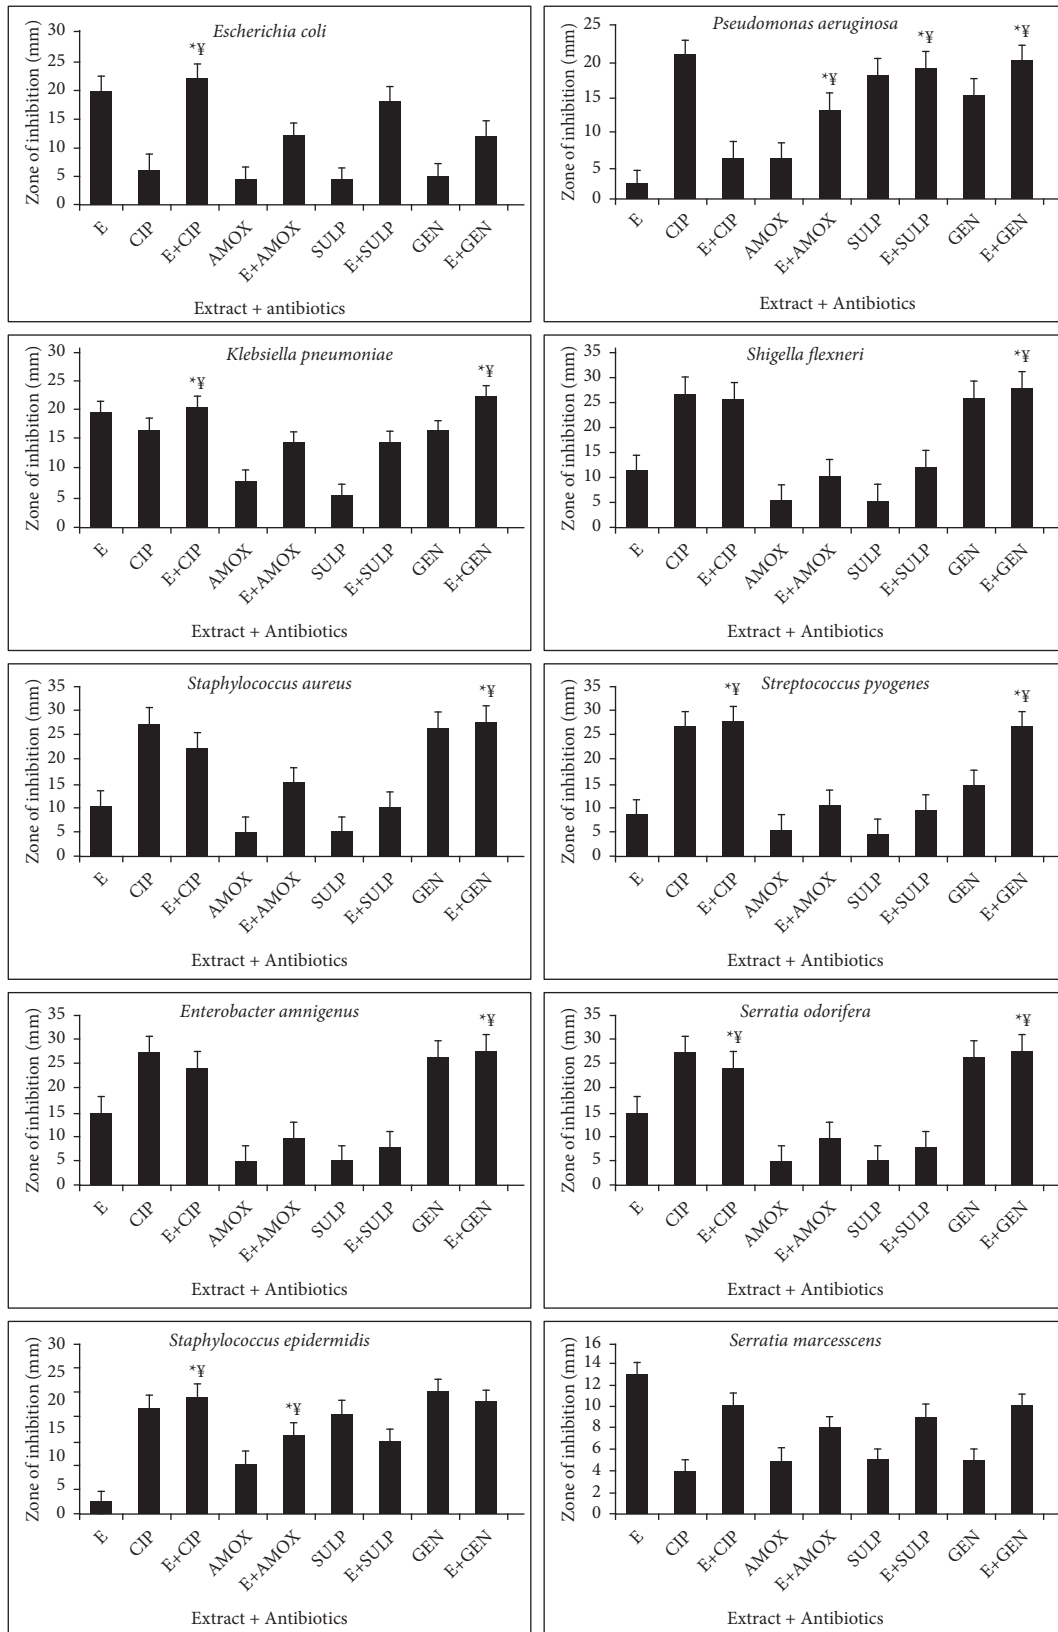 Escherichia coli
Zone of inhibition (mm)
30
25
20
15
10
5
0
*¥
E
CIP
E+CIP
AMOX
E+AMOX
SULP
E+SULP
GEN
E+GEN
Extract + antibiotics
Pseudomonas aeruginosa
Zone of inhibition (mm)
25
20
15
10
5
0
*¥
*¥
*¥
E
CIP
E+CIP
AMOX
E+AMOX
SULP
E+SULP
GEN
E+GEN
Extract + Antibiotics
Klebsiella pneumoniae
Zone of inhibition (mm)
30
25
20
15
10
5
0
*¥
*¥
E
CIP
E+CIP
AMOX
E+AMOX
SULP
E+SULP
GEN
E+GEN
Extract + Antibiotics
Shigella flexneri
Zone of inhibition (mm)
35
30
25
20
15
10
5
0
*¥
E
CIP
E+CIP
AMOX
E+AMOX
SULP
E+SULP
GEN
E+GEN
Extract + Antibiotics
Staphylococcus aureus
Zone of inhibition (mm)
35
30
25
20
15
10
5
0
*¥
E
CIP
E+CIP
AMOX
E+AMOX
SULP
E+SULP
GEN
E+GEN
Extract + Antibiotics
Streptococcus pyogenes
Zone of inhibition (mm)
35
30
25
20
15
10
5
0
*¥
*¥
E
CIP
E+CIP
AMOX
E+AMOX
SULP
E+SULP
GEN
E+GEN
Extract + Antibiotics
Enterobacter amnigenus
Zone of inhibition (mm)
35
30
25
20
15
10
5
0
*¥
E
CIP
E+CIP
AMOX
E+AMOX
SULP
E+SULP
GEN
E+GEN
Extract + Antibiotics
Serratia odorifera
Zone of inhibition (mm)
35
30
25
20
15
10
5
0
*¥
*¥
E
CIP
E+CIP
AMOX
E+AMOX
SULP
E+SULP
GEN
E+GEN
Extract + Antibiotics
Staphylococcus epidermidis
Zone of inhibition (mm)
30
20
15
10
5
0
*¥
*¥
E
CIP
E+CIP
AMOX
E+AMOX
SULP
E+SULP
GEN
E+GEN
Extract + Antibiotics
Serratia marcesscens
Zone of inhibition (mm)
16
14
12
10
8
6
4
2
0
E
CIP
E+CIP
AMOX
E+AMOX
SULP
E+SULP
GEN
E+GEN
Extract + Antibiotics